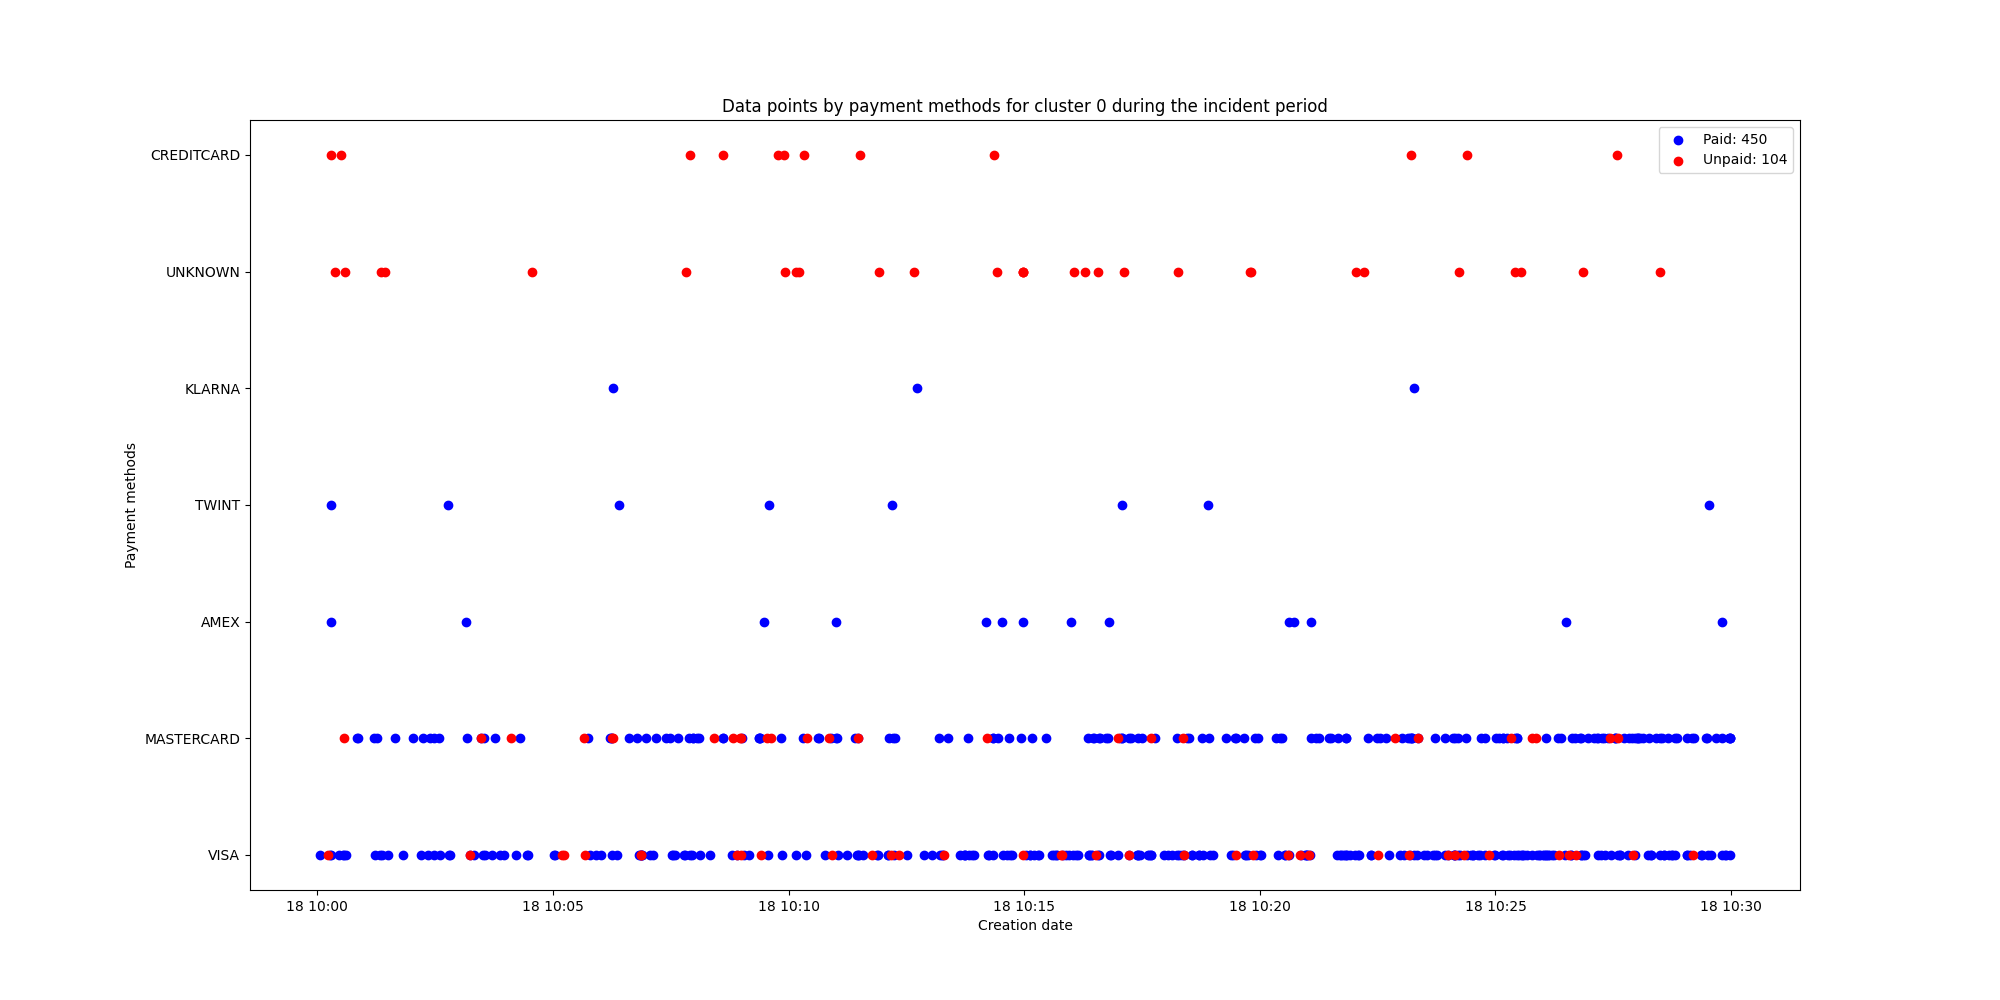 Data points by payment methods for cluster 0 during the incident period
Paid: 450
Unpaid: 104
Payment methods
CREDITCARD
UNKNOWN
KLARNA
TWINT
AMEX
MASTERCARD
VISA
18 10:00 18 10:05 18 10:10 18 10:15 18 10:20 18 10:25 18 10:30
Creation date